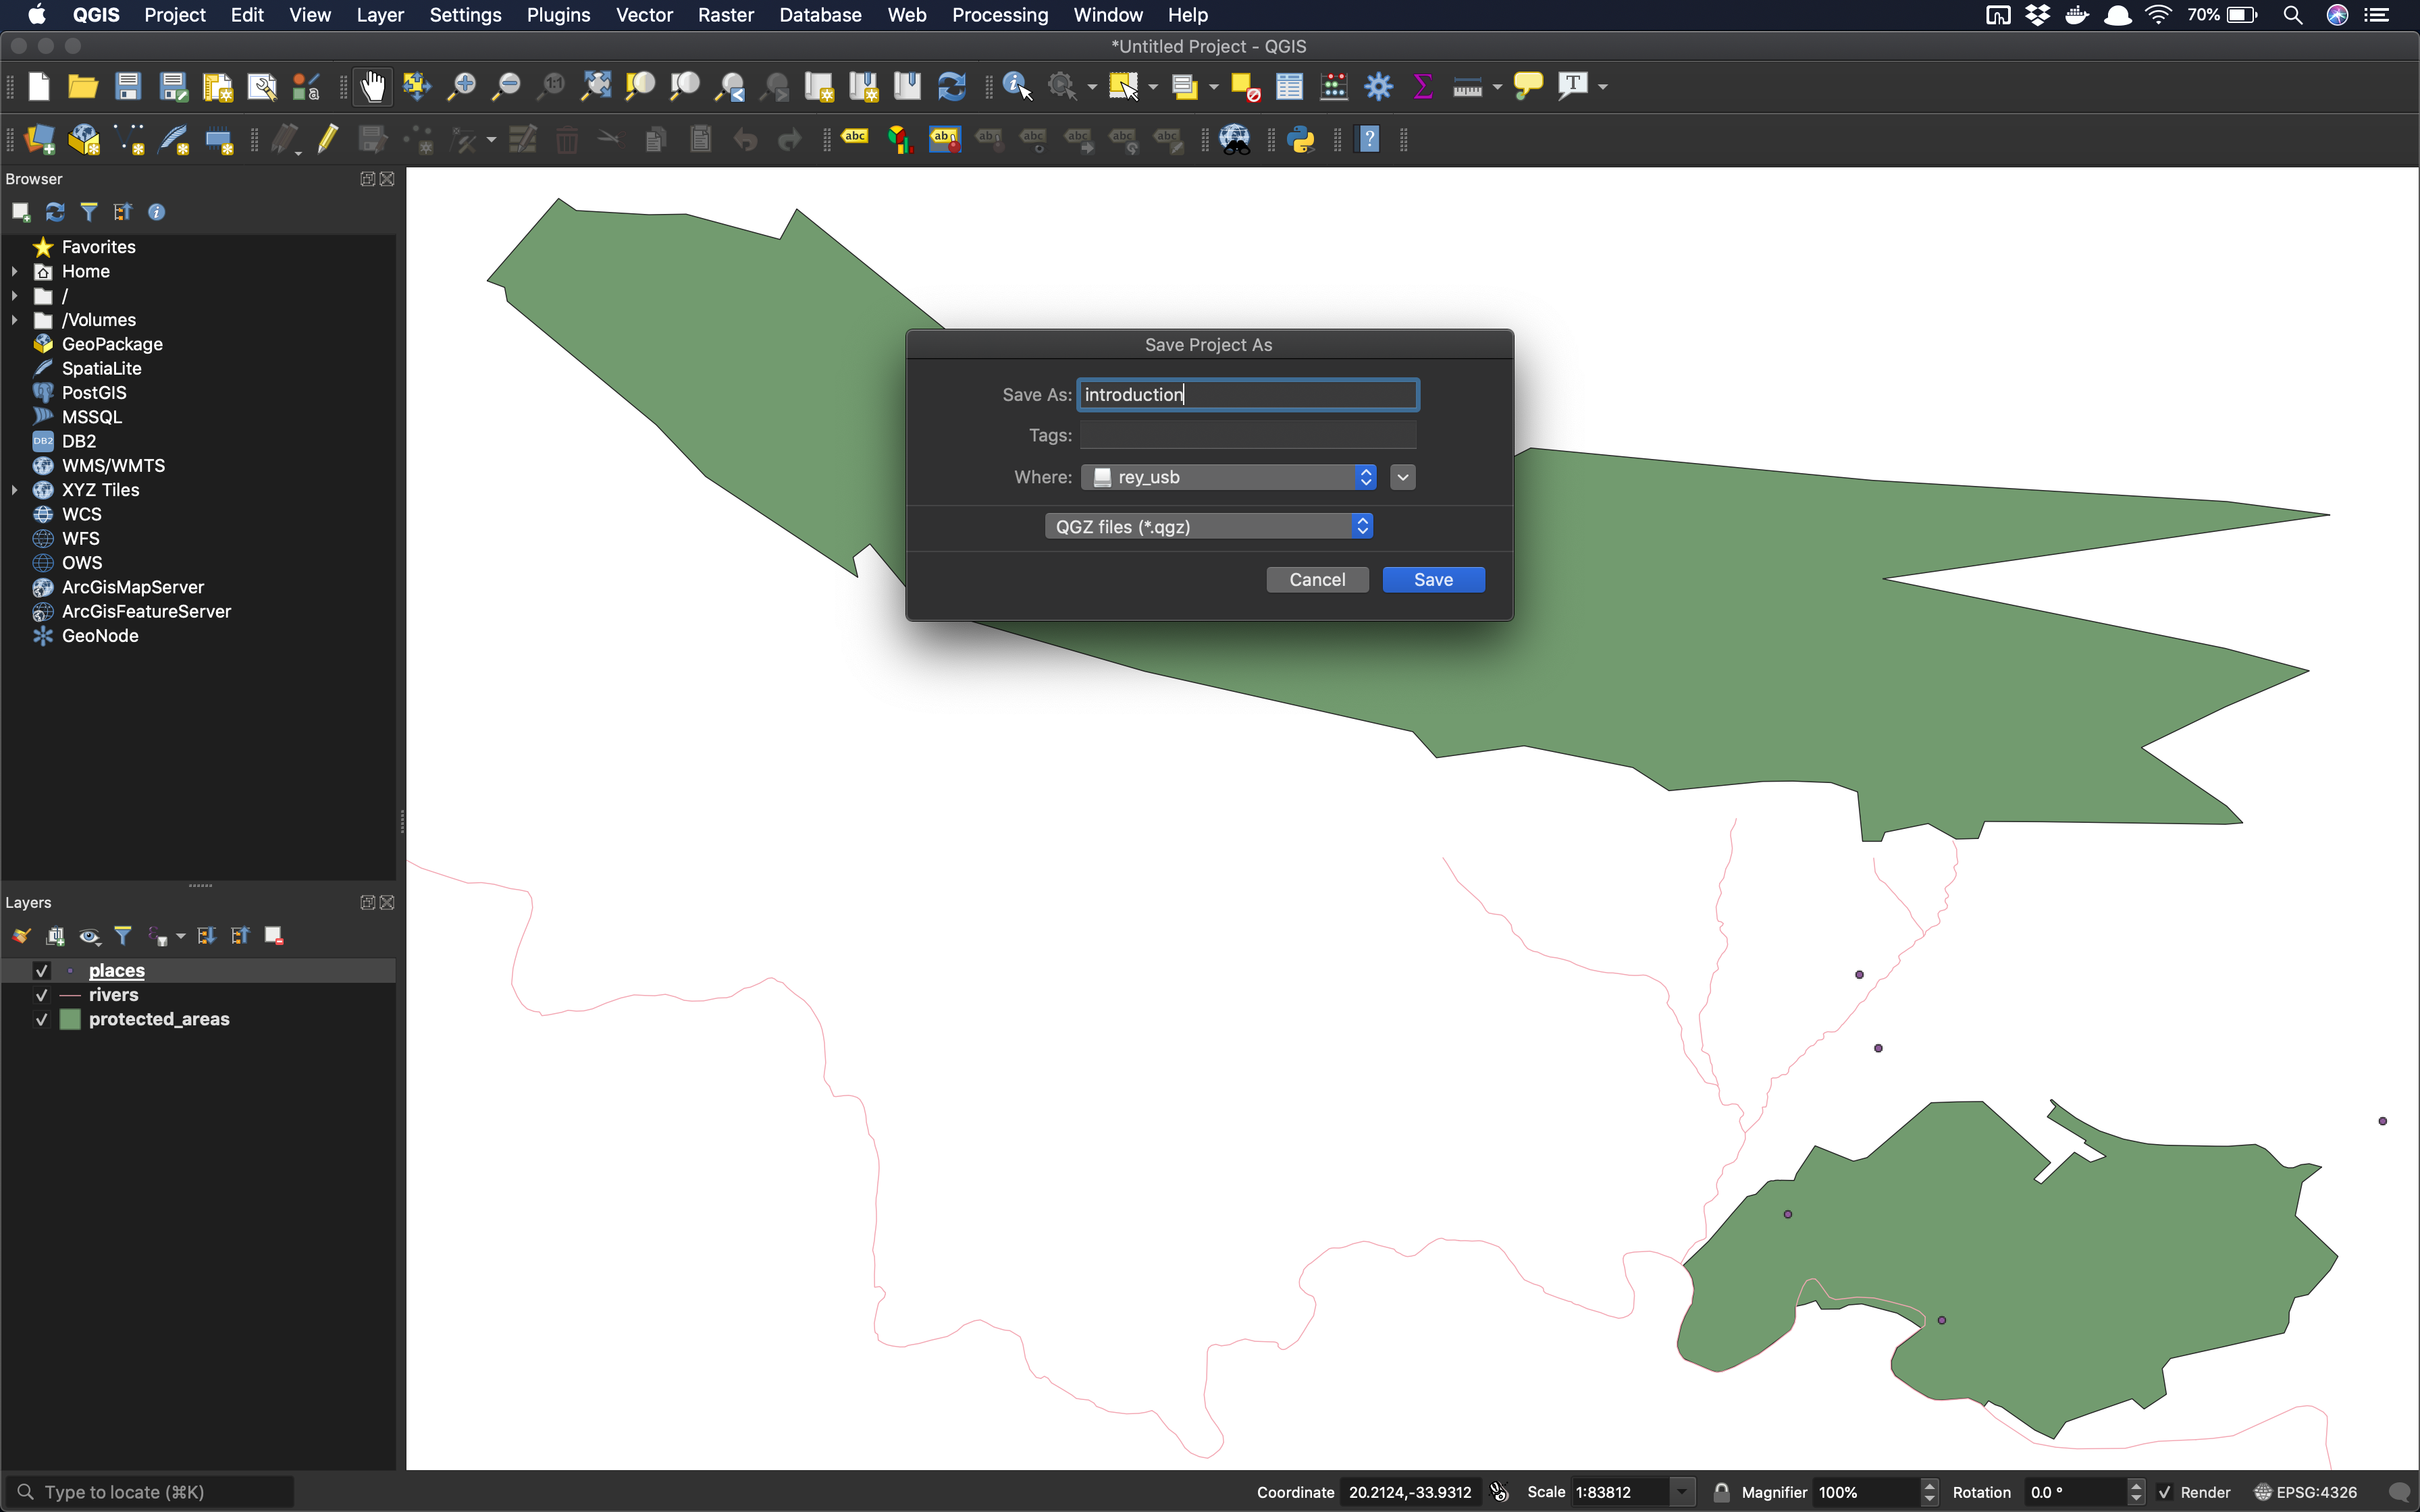 QGIS Project Edit View Layer Settings Plugins Vector Raster Database Web Processing Window Help 70%
*Untitled Project - QGIS
Browser
Favorites
Home
/
/Volumes
GeoPackage
SpatiaLite
PostGIS
MSSQL
DB2
WMS/WMTS
XYZ Tiles
WCS
WFS
OWS
ArcGisMapServer
ArcGisFeatureServer
GeoNode
Save Project As
Save As: introduction
Tags:
Where: rey_usb
QGZ files (*.qgz)
Cancel Save
Layers
places
rivers
protected_areas
Type to locate (⌘K) Coordinate 20.2124,-33.9312 Scale 1:83812 Magnifier 100% Rotation 0.0 ° Render EPSG:4326